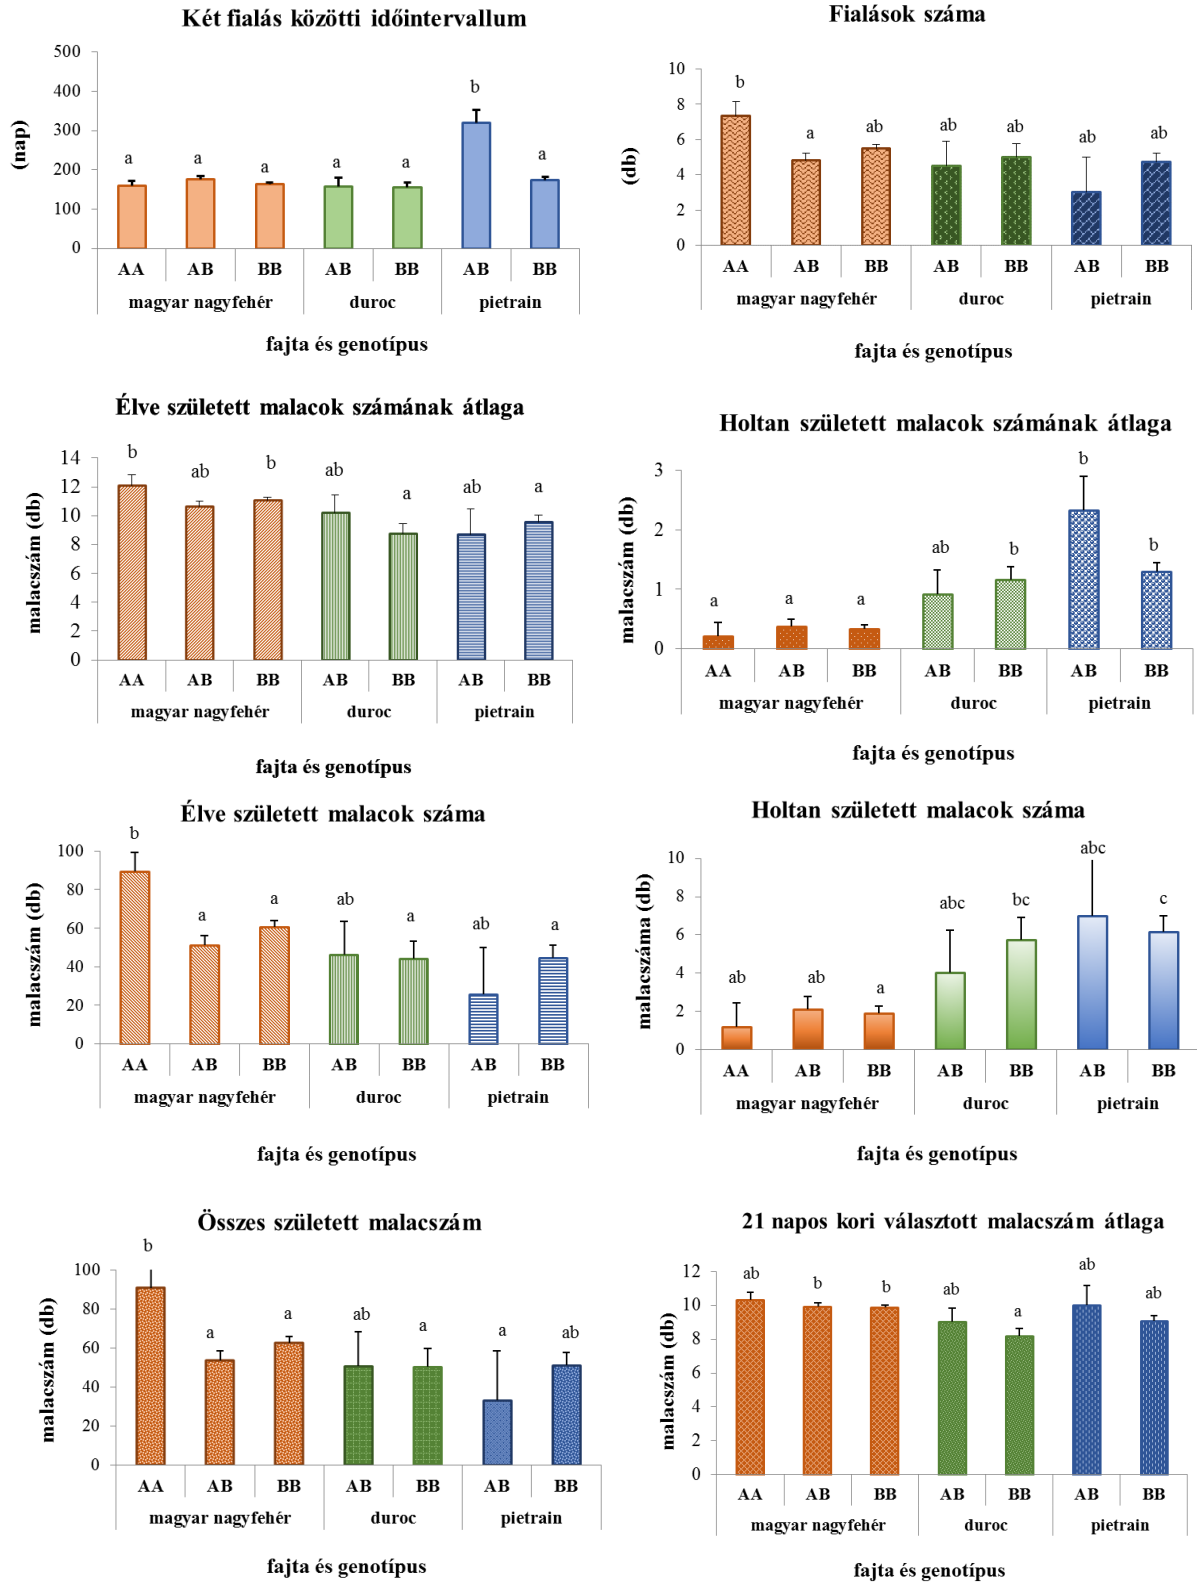 Két fialás közötti időintervallum
500
400
300
200
100
0
(nap)
a a a a a b a
AA AB BB AB BB AB BB
magyar nagyfehér duroc pietrain
fajta és genotípus
Fialások száma
10
8
6
4
2
0
(db)
b a ab ab ab ab ab
AA AB BB AB BB AB BB
magyar nagyfehér duroc pietrain
fajta és genotípus
Élve született malacok számának átlaga
14
12
10
8
6
4
2
0
malacszám (db)
b ab b ab a ab a
AA AB BB AB BB AB BB
magyar nagyfehér duroc pietrain
fajta és genotípus
Holtan született malacok számának átlaga
3
2
1
0
malacszám (db)
a a a ab b b b
AA AB BB AB BB AB BB
magyar nagyfehér duroc pietrain
fajta és genotípus
Élve született malacok száma
100
80
60
40
20
0
malacszám (db)
b a a ab a ab a
AA AB BB AB BB AB BB
magyar nagyfehér duroc pietrain
fajta és genotípus
Holtan született malacok száma
10
8
6
4
2
0
malacszáma (db)
ab ab a abc bc abc c
AA AB BB AB BB AB BB
magyar nagyfehér duroc pietrain
fajta és genotípus
Összes született malacszám
100
80
60
40
20
0
malacszám (db)
b a a ab a a ab
AA AB BB AB BB AB BB
magyar nagyfehér duroc pietrain
fajta és genotípus
21 napos kori választott malacszám átlaga
12
10
8
6
4
2
0
malacszám (db)
ab b b ab a ab ab
AA AB BB AB BB AB BB
magyar nagyfehér duroc pietrain
fajta és genotípus